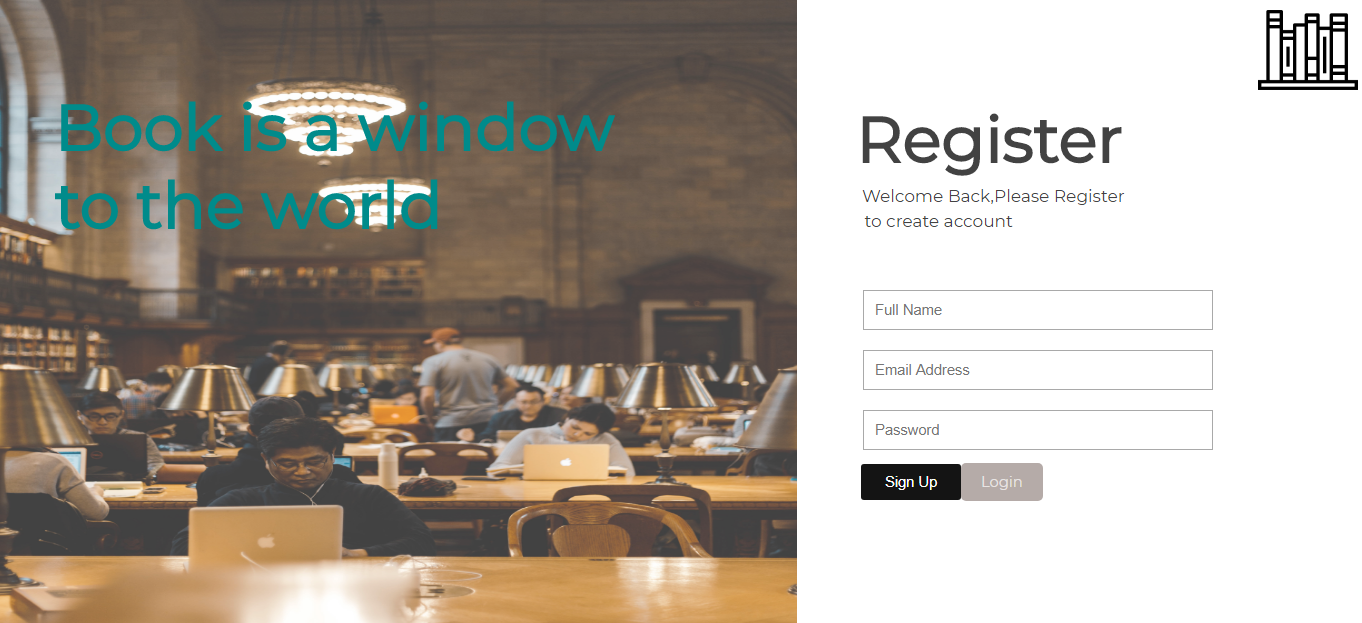 Book is a window
to the world
Register
Welcome Back,Please Register
to create account
Full Name
Email Address
Password
Sign Up
Login